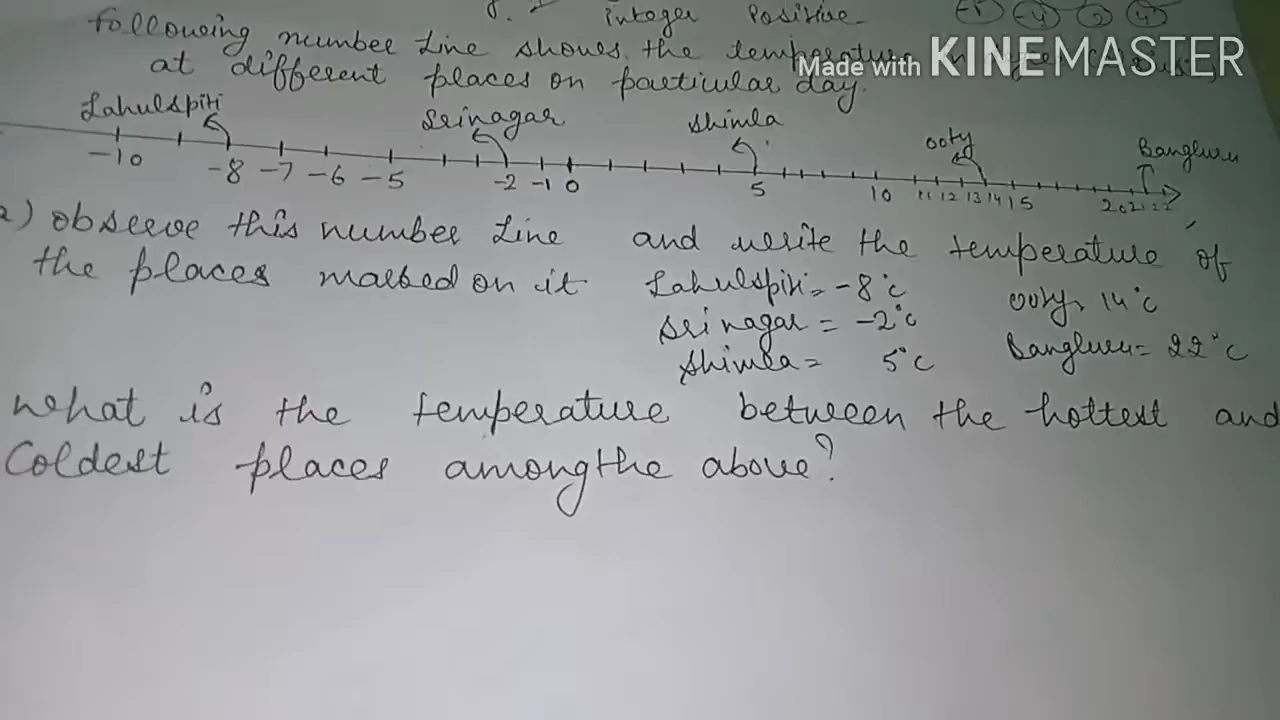 8. integer Positive
following number Line shows the temperature
at different places on particular day.
Made with KINEMASTER
Lahulspiti Srinagar Shimla ooty Bangluru
-10 -8 -7 -6 -5 -2 -1 0 5 10 11 12 13 14 15 20 21 22
a) observe this number Line and write the temperature of
the places marked on it Lahulspiti = -8°c ooty = 14°c
Srinagar = -2°c Bangluru = 22°c
Shimla = 5°c
What is the temperature between the hottest and
Coldest places among the above?